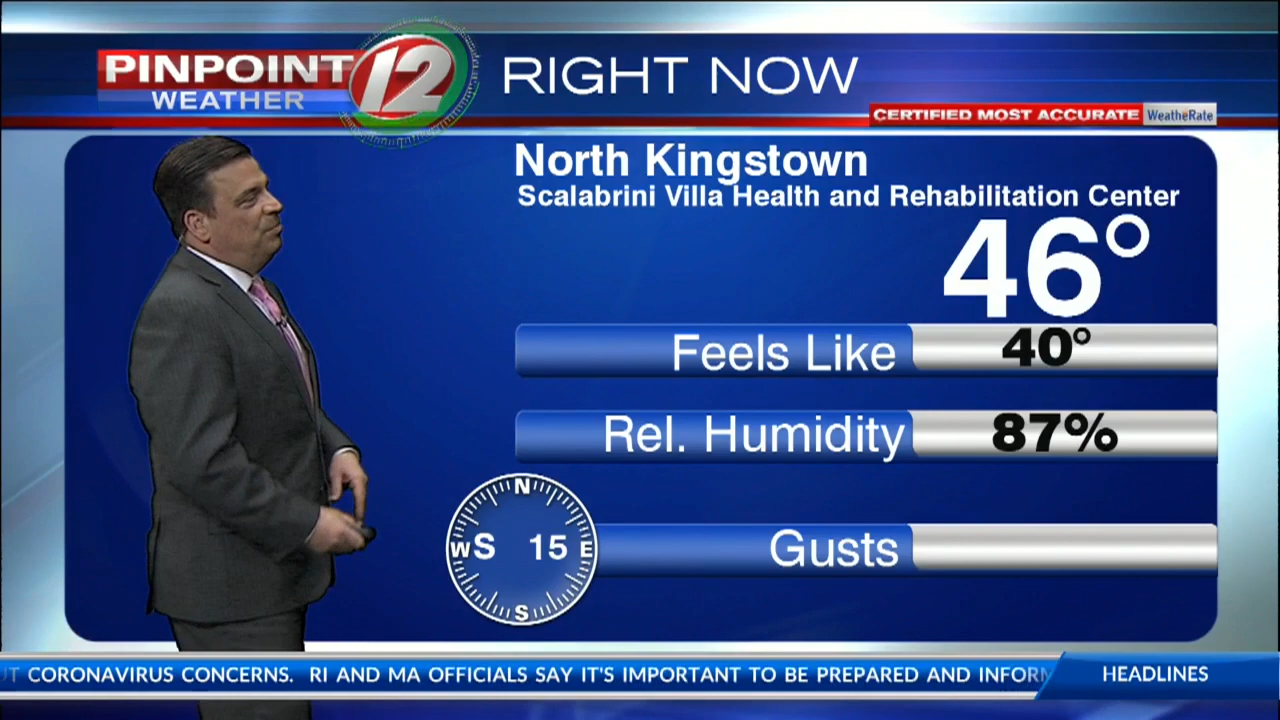 PINPOINT 12
WEATHER
RIGHT NOW
CERTIFIED MOST ACCURATE WeatheRate
North Kingstown
Scalabrini Villa Health and Rehabilitation Center
46°
Feels Like 40°
Rel. Humidity 87%
N
W S 15 E
S
Gusts
CORONAVIRUS CONCERNS. RI AND MA OFFICIALS SAY IT'S IMPORTANT TO BE PREPARED AND
HEADLINES